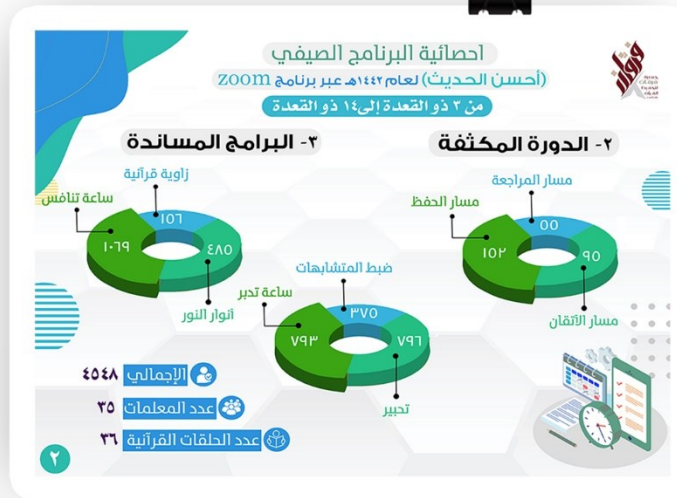 احصائية البرنامج الصيفي
(أحسن الحديث) لعام ١٤٤٢هـ عبر برنامج zoom
من ٣ ذو القعدة إلى ١٤ ذو القعدة
٢- الدورة المكثفة
مسار المراجعة
٥٥
مسار الحفظ
١٥٢
٩٥
مسار الأتقان
٣- البرامج المساندة
زاوية قرآنية
١٥٦
ساعة تنافس
١٠٦٩
٤٨٥
أنوار النور
ضبط المتشابهات
٣٧٥
ساعة تدبر
٧٩٣
٧٩٦
تحبير
الإجمالي ٤٥٤٨
عدد المعلمات ٣٥
عدد الحلقات القرآنية ٣٦
٢